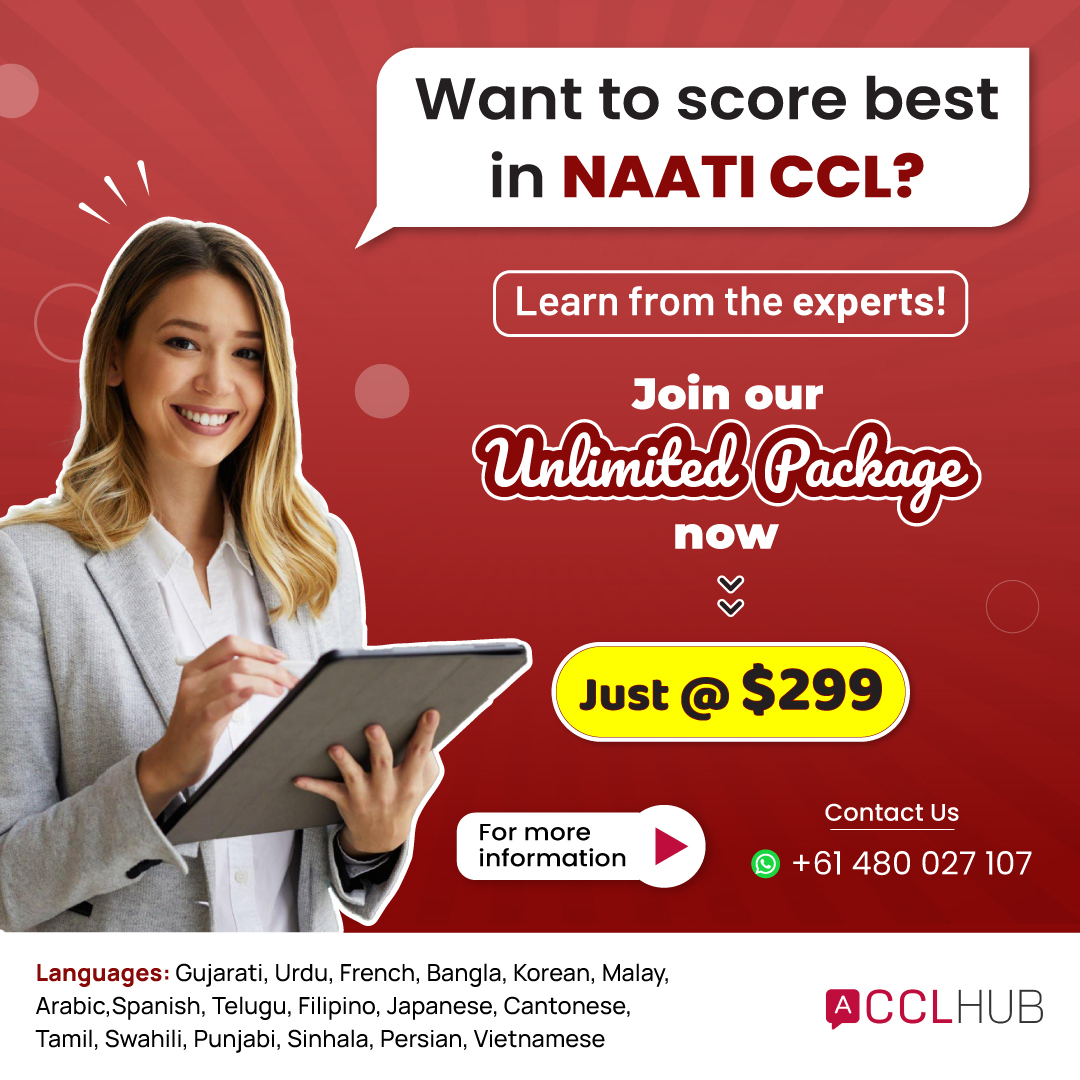 Want to score best
in NAATI CCL?
Learn from the experts!
Join our
Unlimited Package
now
Just @ $299
For more
information
Contact Us
+61 480 027 107
Languages: Gujarati, Urdu, French, Bangla, Korean, Malay,
Arabic,Spanish, Telugu, Filipino, Japanese, Cantonese,
Tamil, Swahili, Punjabi, Sinhala, Persian, Vietnamese
A CCLHUB